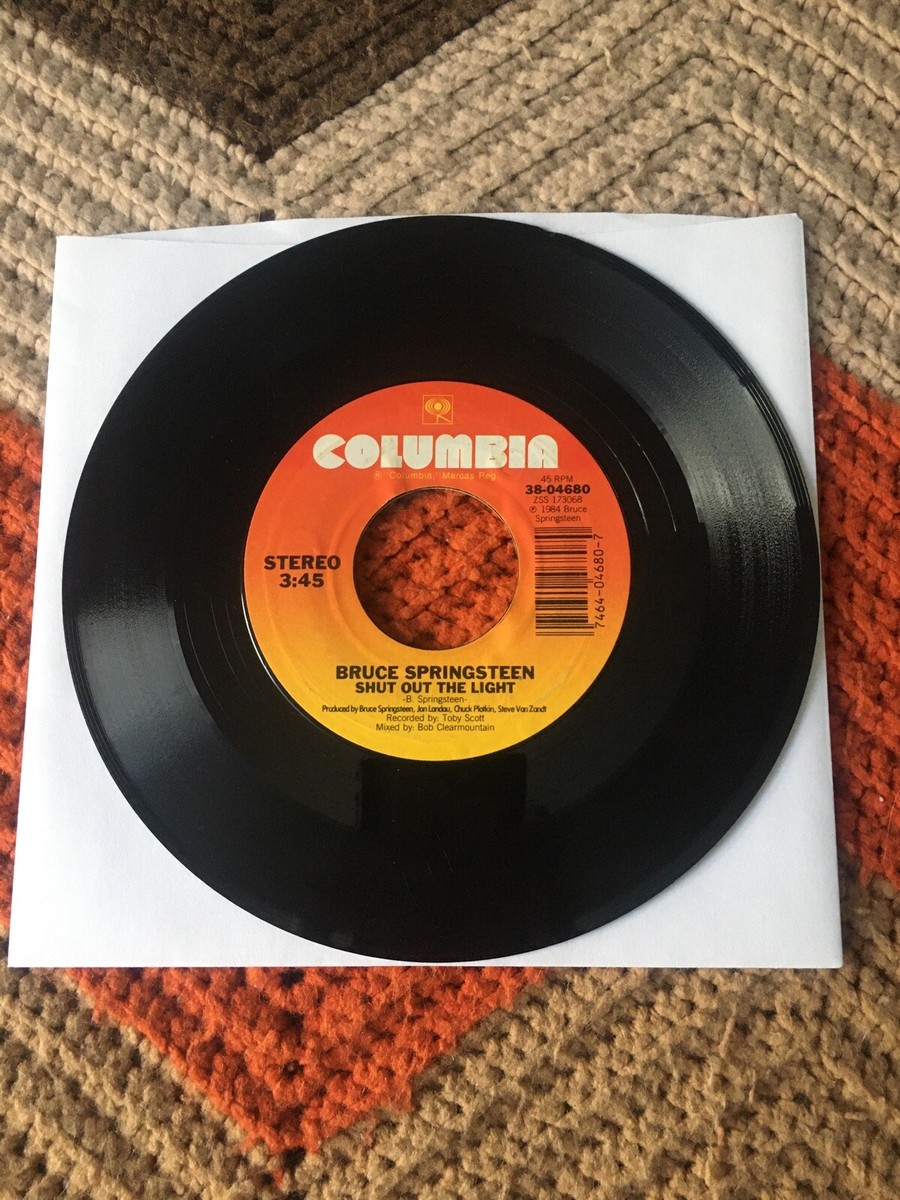 COLUMBIA
® Columbia, Marcas Reg.
45 RPM
38-04680
ZSS 173068
℗ 1984 Bruce
Springsteen
STEREO
3:45
7464-04680-7
BRUCE SPRINGSTEEN
SHUT OUT THE LIGHT
-B. Springsteen-
Produced by Bruce Springsteen, Jon Landau, Chuck Plotkin, Steve Van Zandt
Recorded by: Toby Scott
Mixed by: Bob Clearmountain